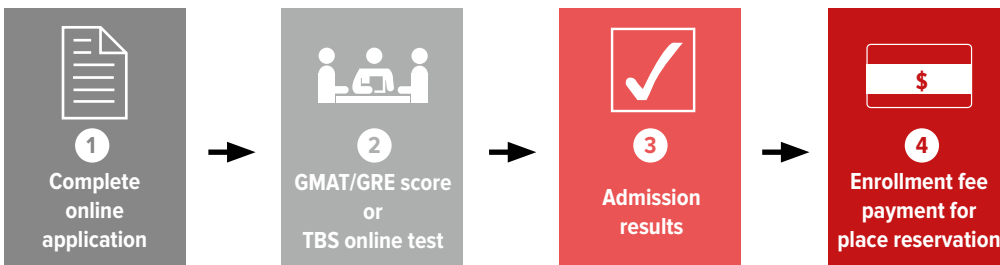 1
Complete
online
application
2
GMAT/GRE score
or
TBS online test
3
Admission
results
$
4
Enrollment fee
payment for
place reservation